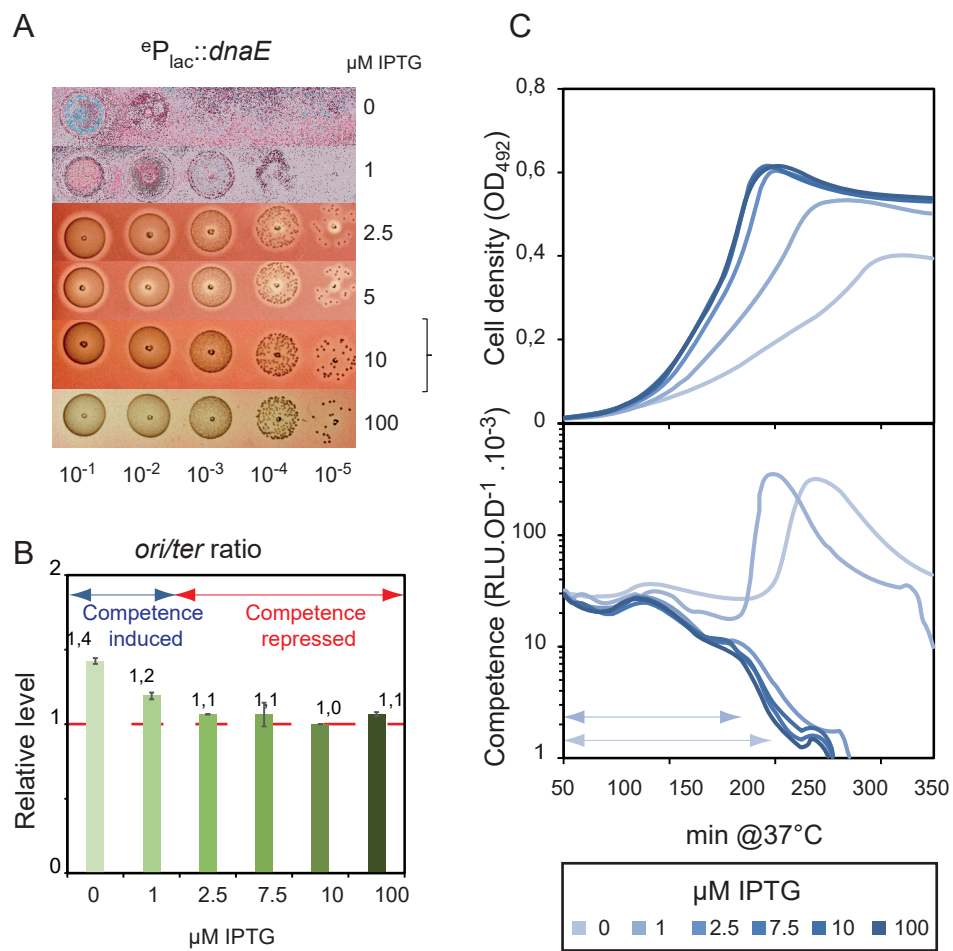 A
ᵉP_lac::dnaE
µM IPTG
0
1
2.5
5
10
100
10⁻¹ 10⁻² 10⁻³ 10⁻⁴ 10⁻⁵
B
ori/ter ratio
2
1
0
Relative level
Competence induced
Competence repressed
1,4
1,2
1,1
1,1
1,0
1,1
0 1 2.5 7.5 10 100
µM IPTG
C
Cell density (OD₄₉₂)
0,8
0,6
0,4
0,2
0
Competence (RLU.OD⁻¹ .10⁻³)
100
10
1
50 100 150 200 300 350
min @37°C
µM IPTG
0 1 2.5 7.5 10 100